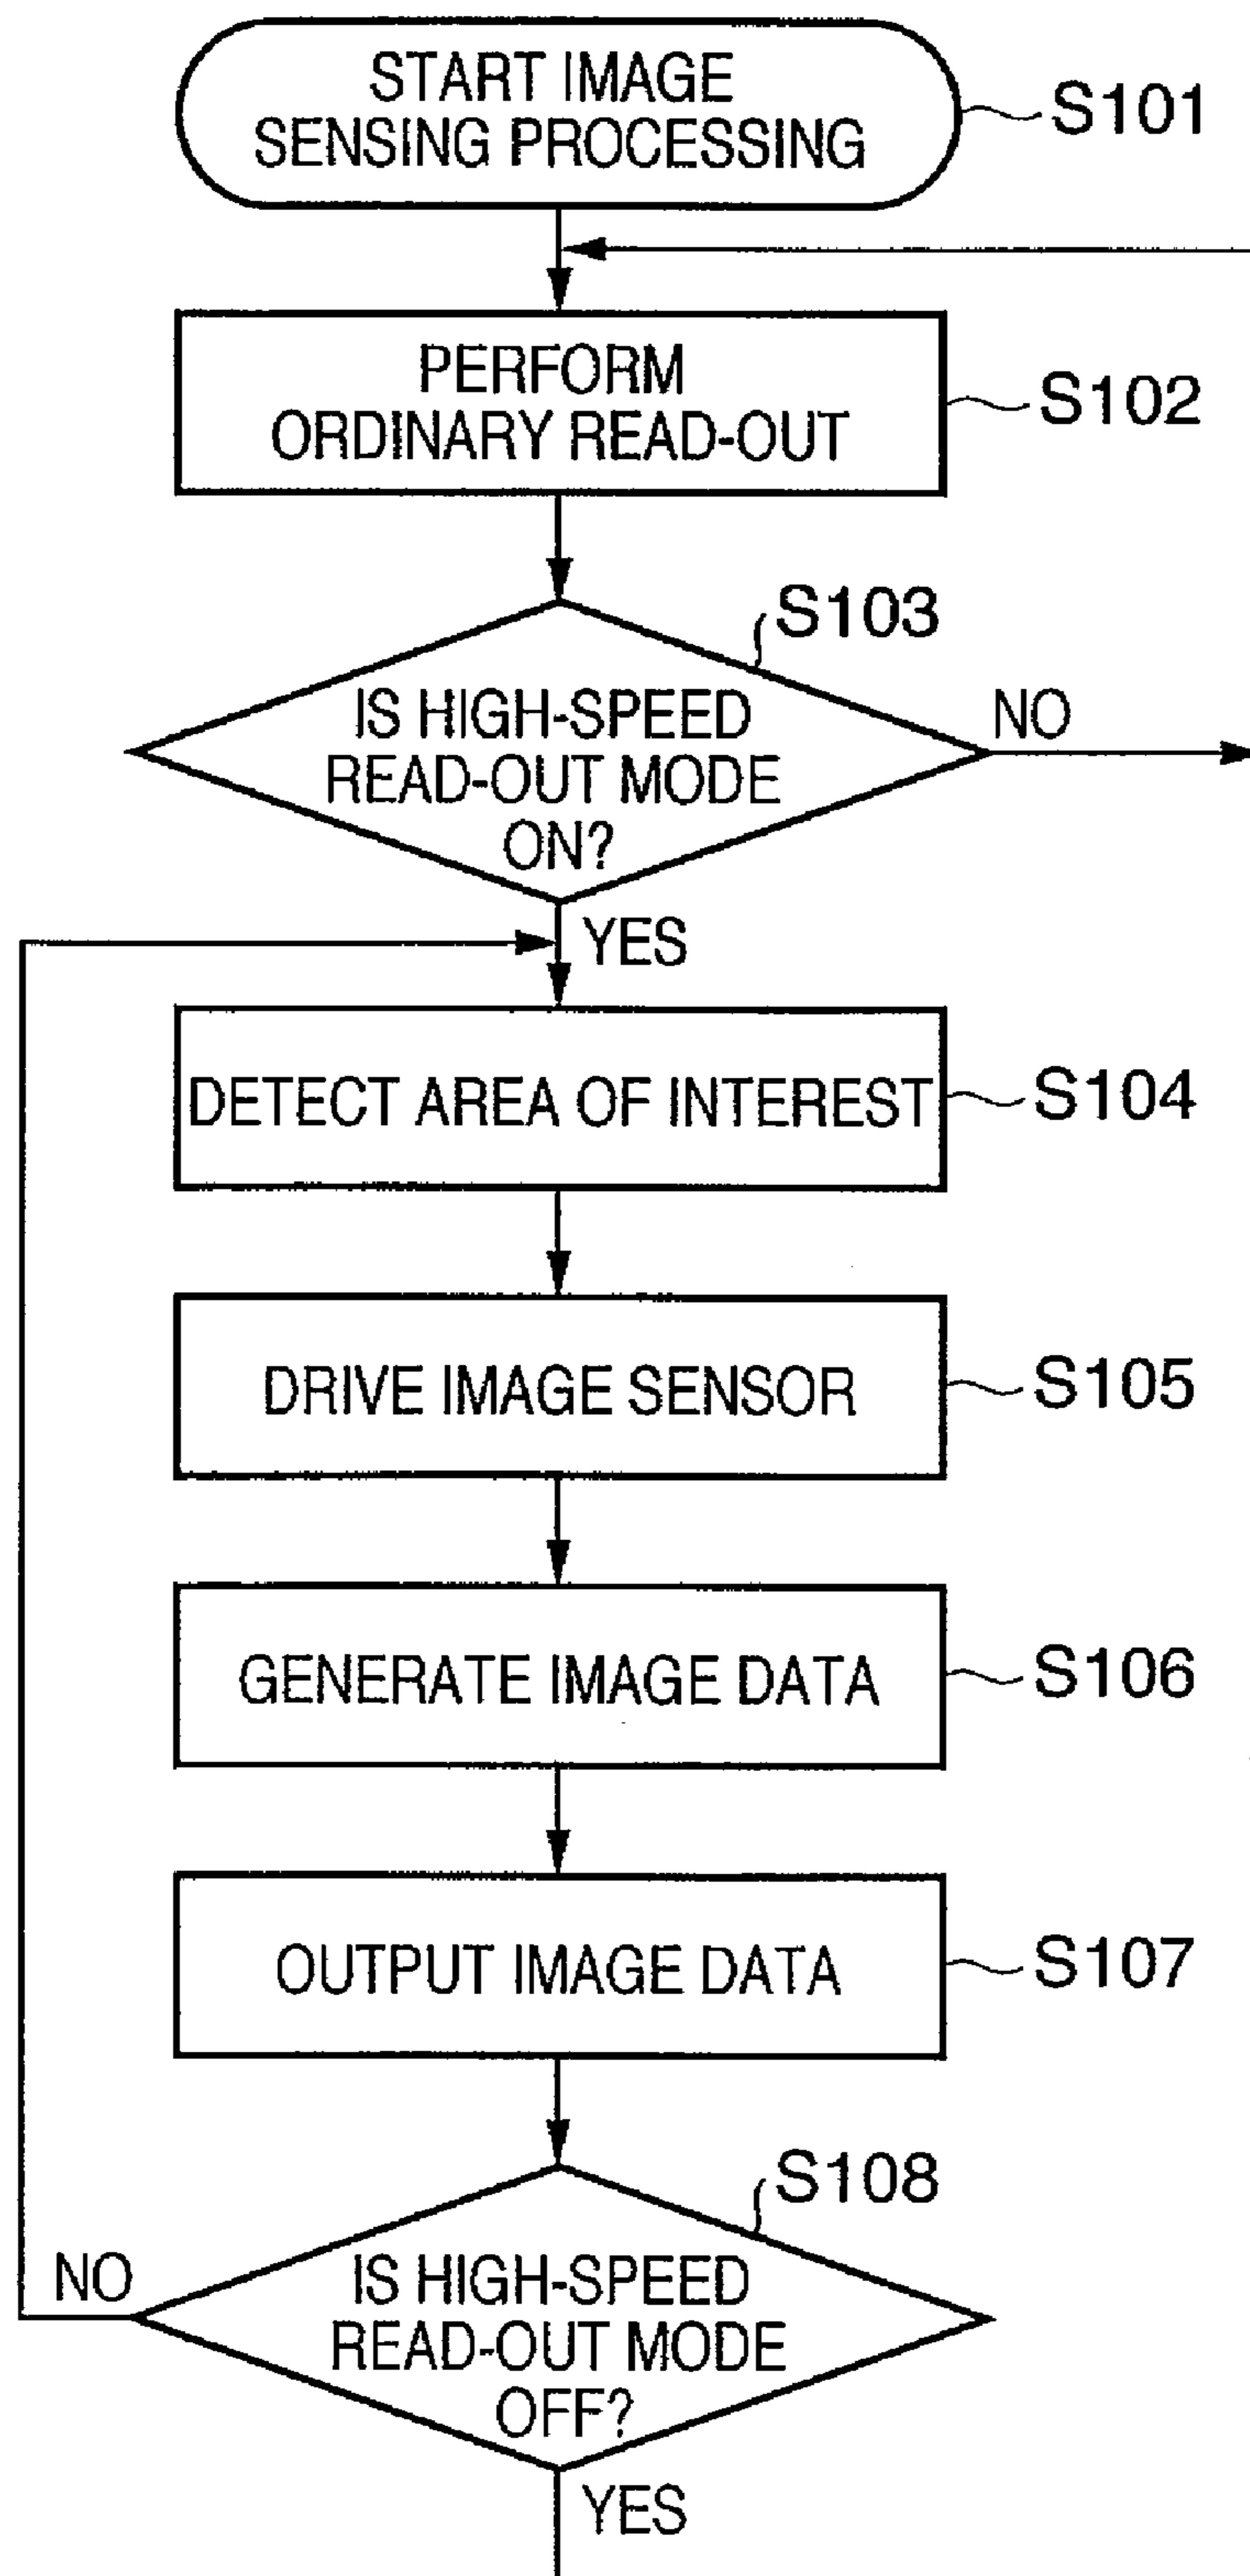 START IMAGE
SENSING PROCESSING
S101
PERFORM
ORDINARY READ-OUT
S102
S103
IS HIGH-SPEED
READ-OUT MODE
ON?
NO
YES
DETECT AREA OF INTEREST
S104
DRIVE IMAGE SENSOR
S105
GENERATE IMAGE DATA
S106
OUTPUT IMAGE DATA
S107
S108
NO
IS HIGH-SPEED
READ-OUT MODE
OFF?
YES